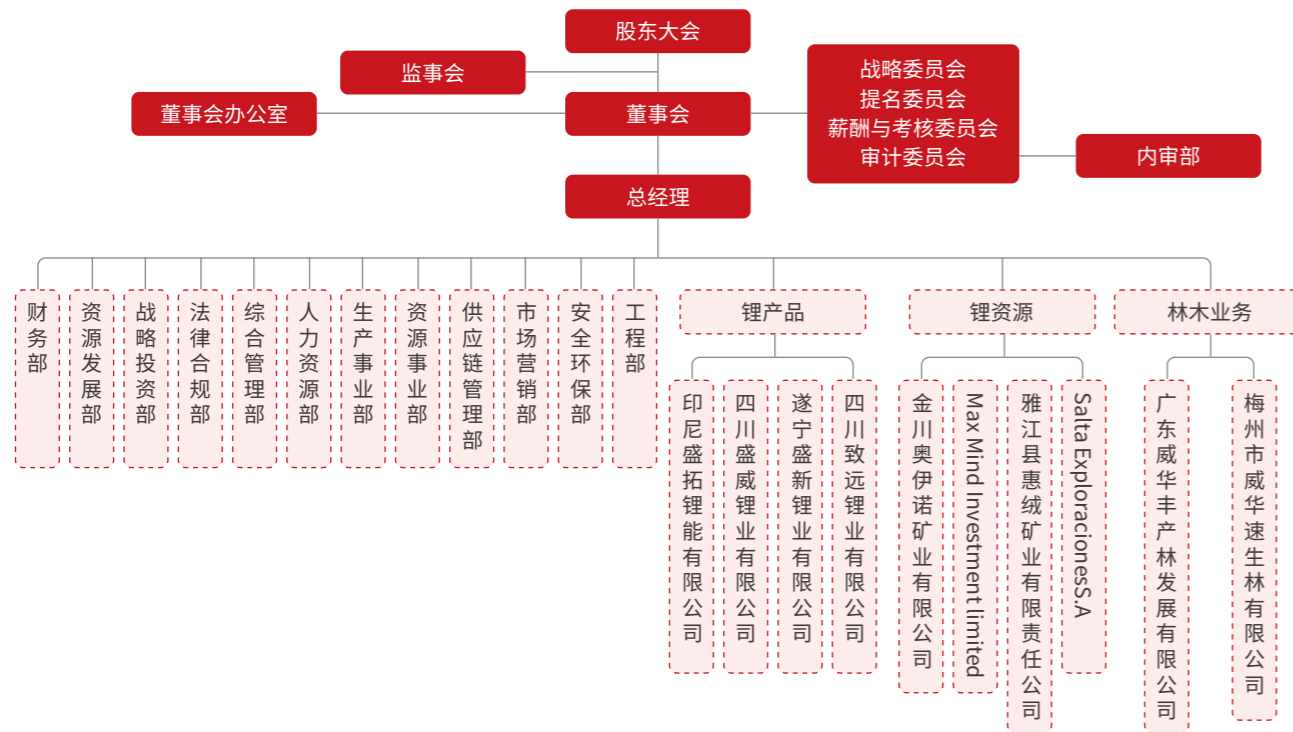 股东大会
监事会
董事会办公室
董事会
战略委员会
提名委员会
薪酬与考核委员会
审计委员会
内审部
总经理
财务部
资源发展部
战略投资部
法律合规部
综合管理部
人力资源部
生产事业部
资源事业部
供应链管理部
市场营销部
安全环保部
工程部
锂产品
锂资源
林木业务
印尼盛拓锂能有限公司
四川盛威锂业有限公司
遂宁盛新锂业有限公司
四川致远锂业有限公司
金川奥伊诺矿业有限公司
Max Mind Investment limited
雅江县惠绒矿业有限责任公司
Salta ExploracionesS.A
广东威华丰产林发展有限公司
梅州市威华速生林有限公司